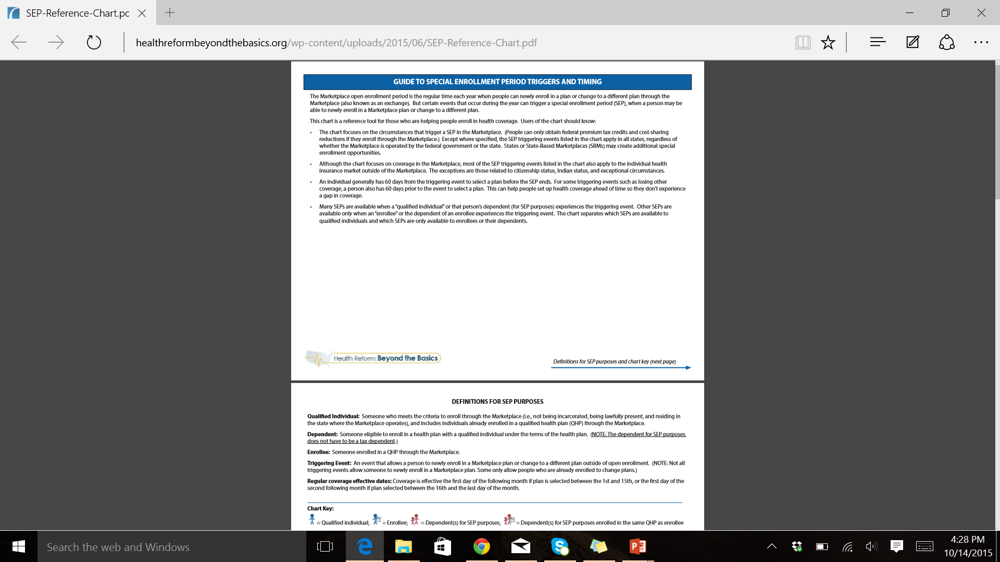 SEP-Reference-Chart.pc
healthreformbeyondthebasics.org/wp-content/uploads/2015/06/SEP-Reference-Chart.pdf
GUIDE TO SPECIAL ENROLLMENT PERIOD TRIGGERS AND TIMING
The Marketplace open enrollment period is the regular time each year when people can newly enroll in a plan or change to a different plan through the
Marketplace (also known as an exchange). But certain events that occur during the year can trigger a special enrollment period (SEP), when a person may be
able to newly enroll in a Marketplace plan or change to a different plan.
This chart is a reference tool for those who are helping people enroll in health coverage. Users of the chart should know:
• The chart focuses on the circumstances that trigger a SEP in the Marketplace. (People can only obtain federal premium tax credits and cost-sharing
reductions if they enroll through the Marketplace.) Except where specified, the SEP triggering events listed in the chart apply in all states, regardless of
whether the Marketplace is operated by the federal government or the state. States or State-Based Marketplaces (SBMs) may create additional special
enrollment opportunities.
• Although the chart focuses on coverage in the Marketplace, most of the SEP triggering events listed in the chart also apply to the individual health
insurance market outside of the Marketplace. The exceptions are those related to citizenship status, Indian status, and exceptional circumstances.
• An individual generally has 60 days from the triggering event to select a plan before the SEP ends. For some triggering events such as losing other
coverage, a person also has 60 days prior to the event to select a plan. This can help people set up health coverage ahead of time so they don't experience
a gap in coverage.
• Many SEPs are available when a "qualified individual" or that person's dependent (for SEP purposes) experiences the triggering event. Other SEPs are
available only when an "enrollee" or the dependent of an enrollee experiences the triggering event. The chart separates which SEPs are available to
qualified individuals and which SEPs are only available to enrollees or their dependents.
Health Reform: Beyond the Basics
Definitions for SEP purposes and chart key (next page)
DEFINITIONS FOR SEP PURPOSES
Qualified Individual: Someone who meets the criteria to enroll through the Marketplace (i.e., not being incarcerated, being lawfully present, and residing in
the state where the Marketplace operates), and includes individuals already enrolled in a qualified health plan (QHP) through the Marketplace.
Dependent: Someone eligible to enroll in a health plan with a qualified individual under the terms of the health plan. (NOTE: The dependent for SEP purposes
does not have to be a tax dependent.)
Enrollee: Someone enrolled in a QHP through the Marketplace.
Triggering Event: An event that allows a person to newly enroll in a Marketplace plan or change to a different plan outside of open enrollment. (NOTE: Not all
triggering events allow someone to newly enroll in a Marketplace plan. Some only allow people who are already enrolled to change plans.)
Regular coverage effective dates: Coverage is effective the first day of the following month if plan is selected between the 1st and 15th, or the first day of the
second following month if plan selected between the 16th and the last day of the month.
Chart Key:
= Qualified individual; = Enrollee; = Dependent(s) for SEP purposes; = Dependent(s) for SEP purposes enrolled in the same QHP as enrollee
Search the web and Windows
4:28 PM
10/14/2015